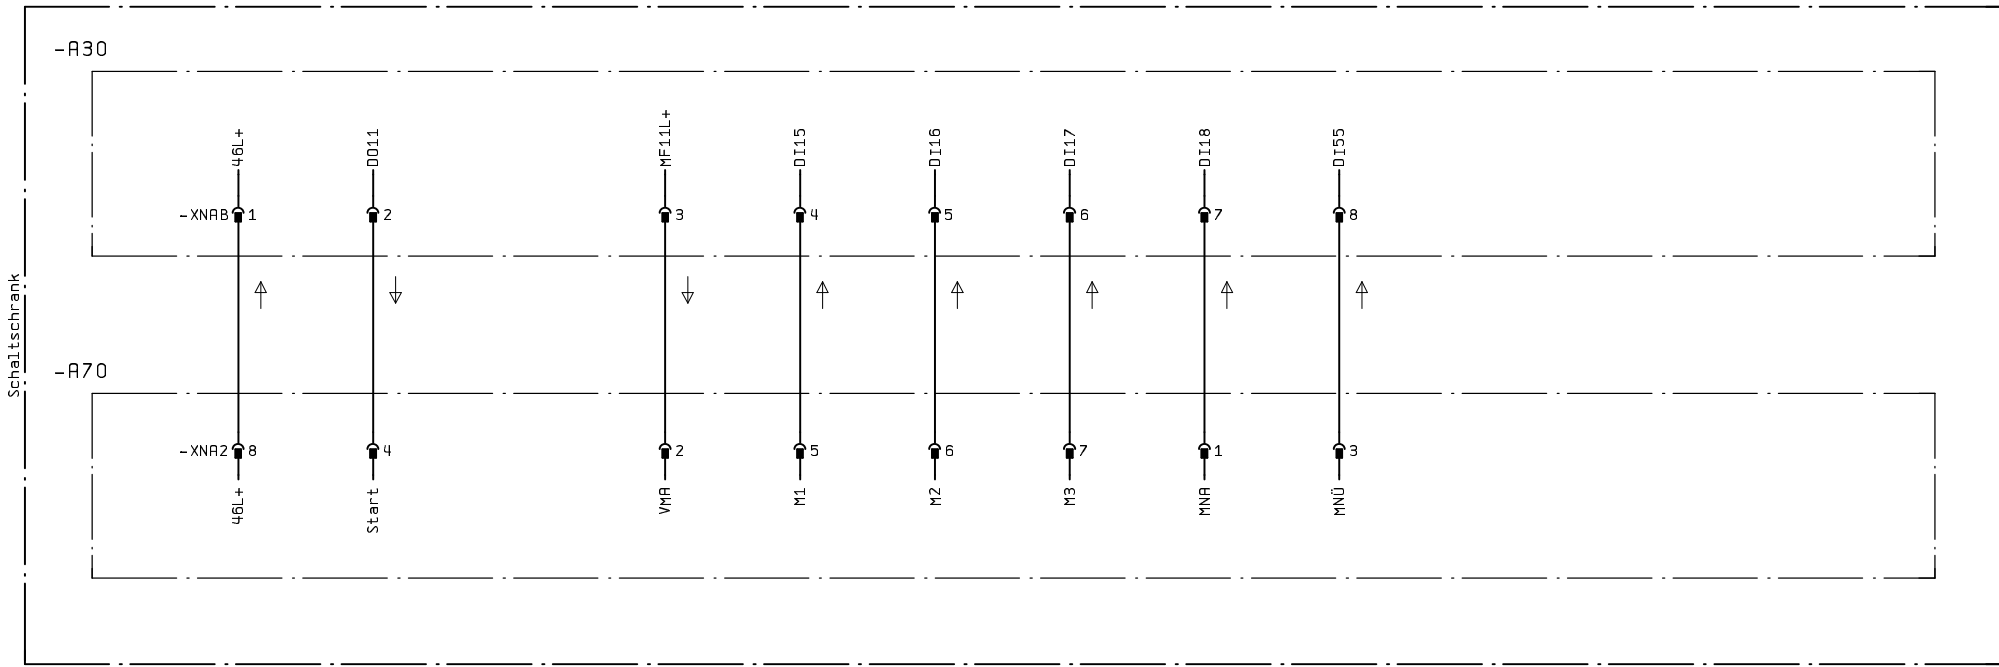 -A30
46L+ DO11 MF11L+ DI15 DI16 DI17 DI18 DI55
-XNAB 1 2 3 4 5 6 7 8
Schaltschrank
-A70
-XNA2 8 4 2 5 6 7 1 3
46L+ Start VMA M1 M2 M3 MNA MNÜ